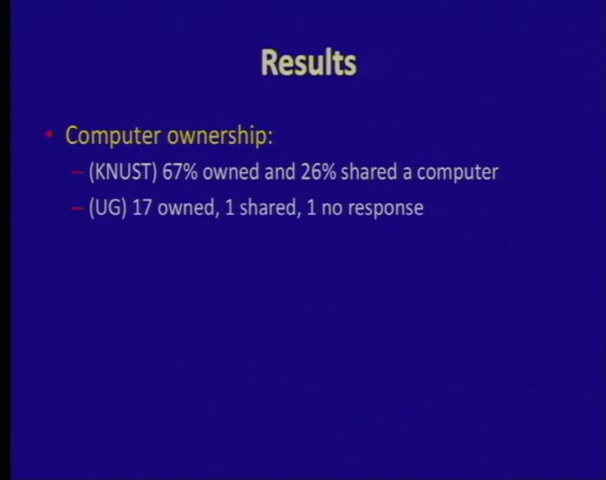 Results
• Computer ownership:
– (KNUST) 67% owned and 26% shared a computer
– (UG) 17 owned, 1 shared, 1 no response